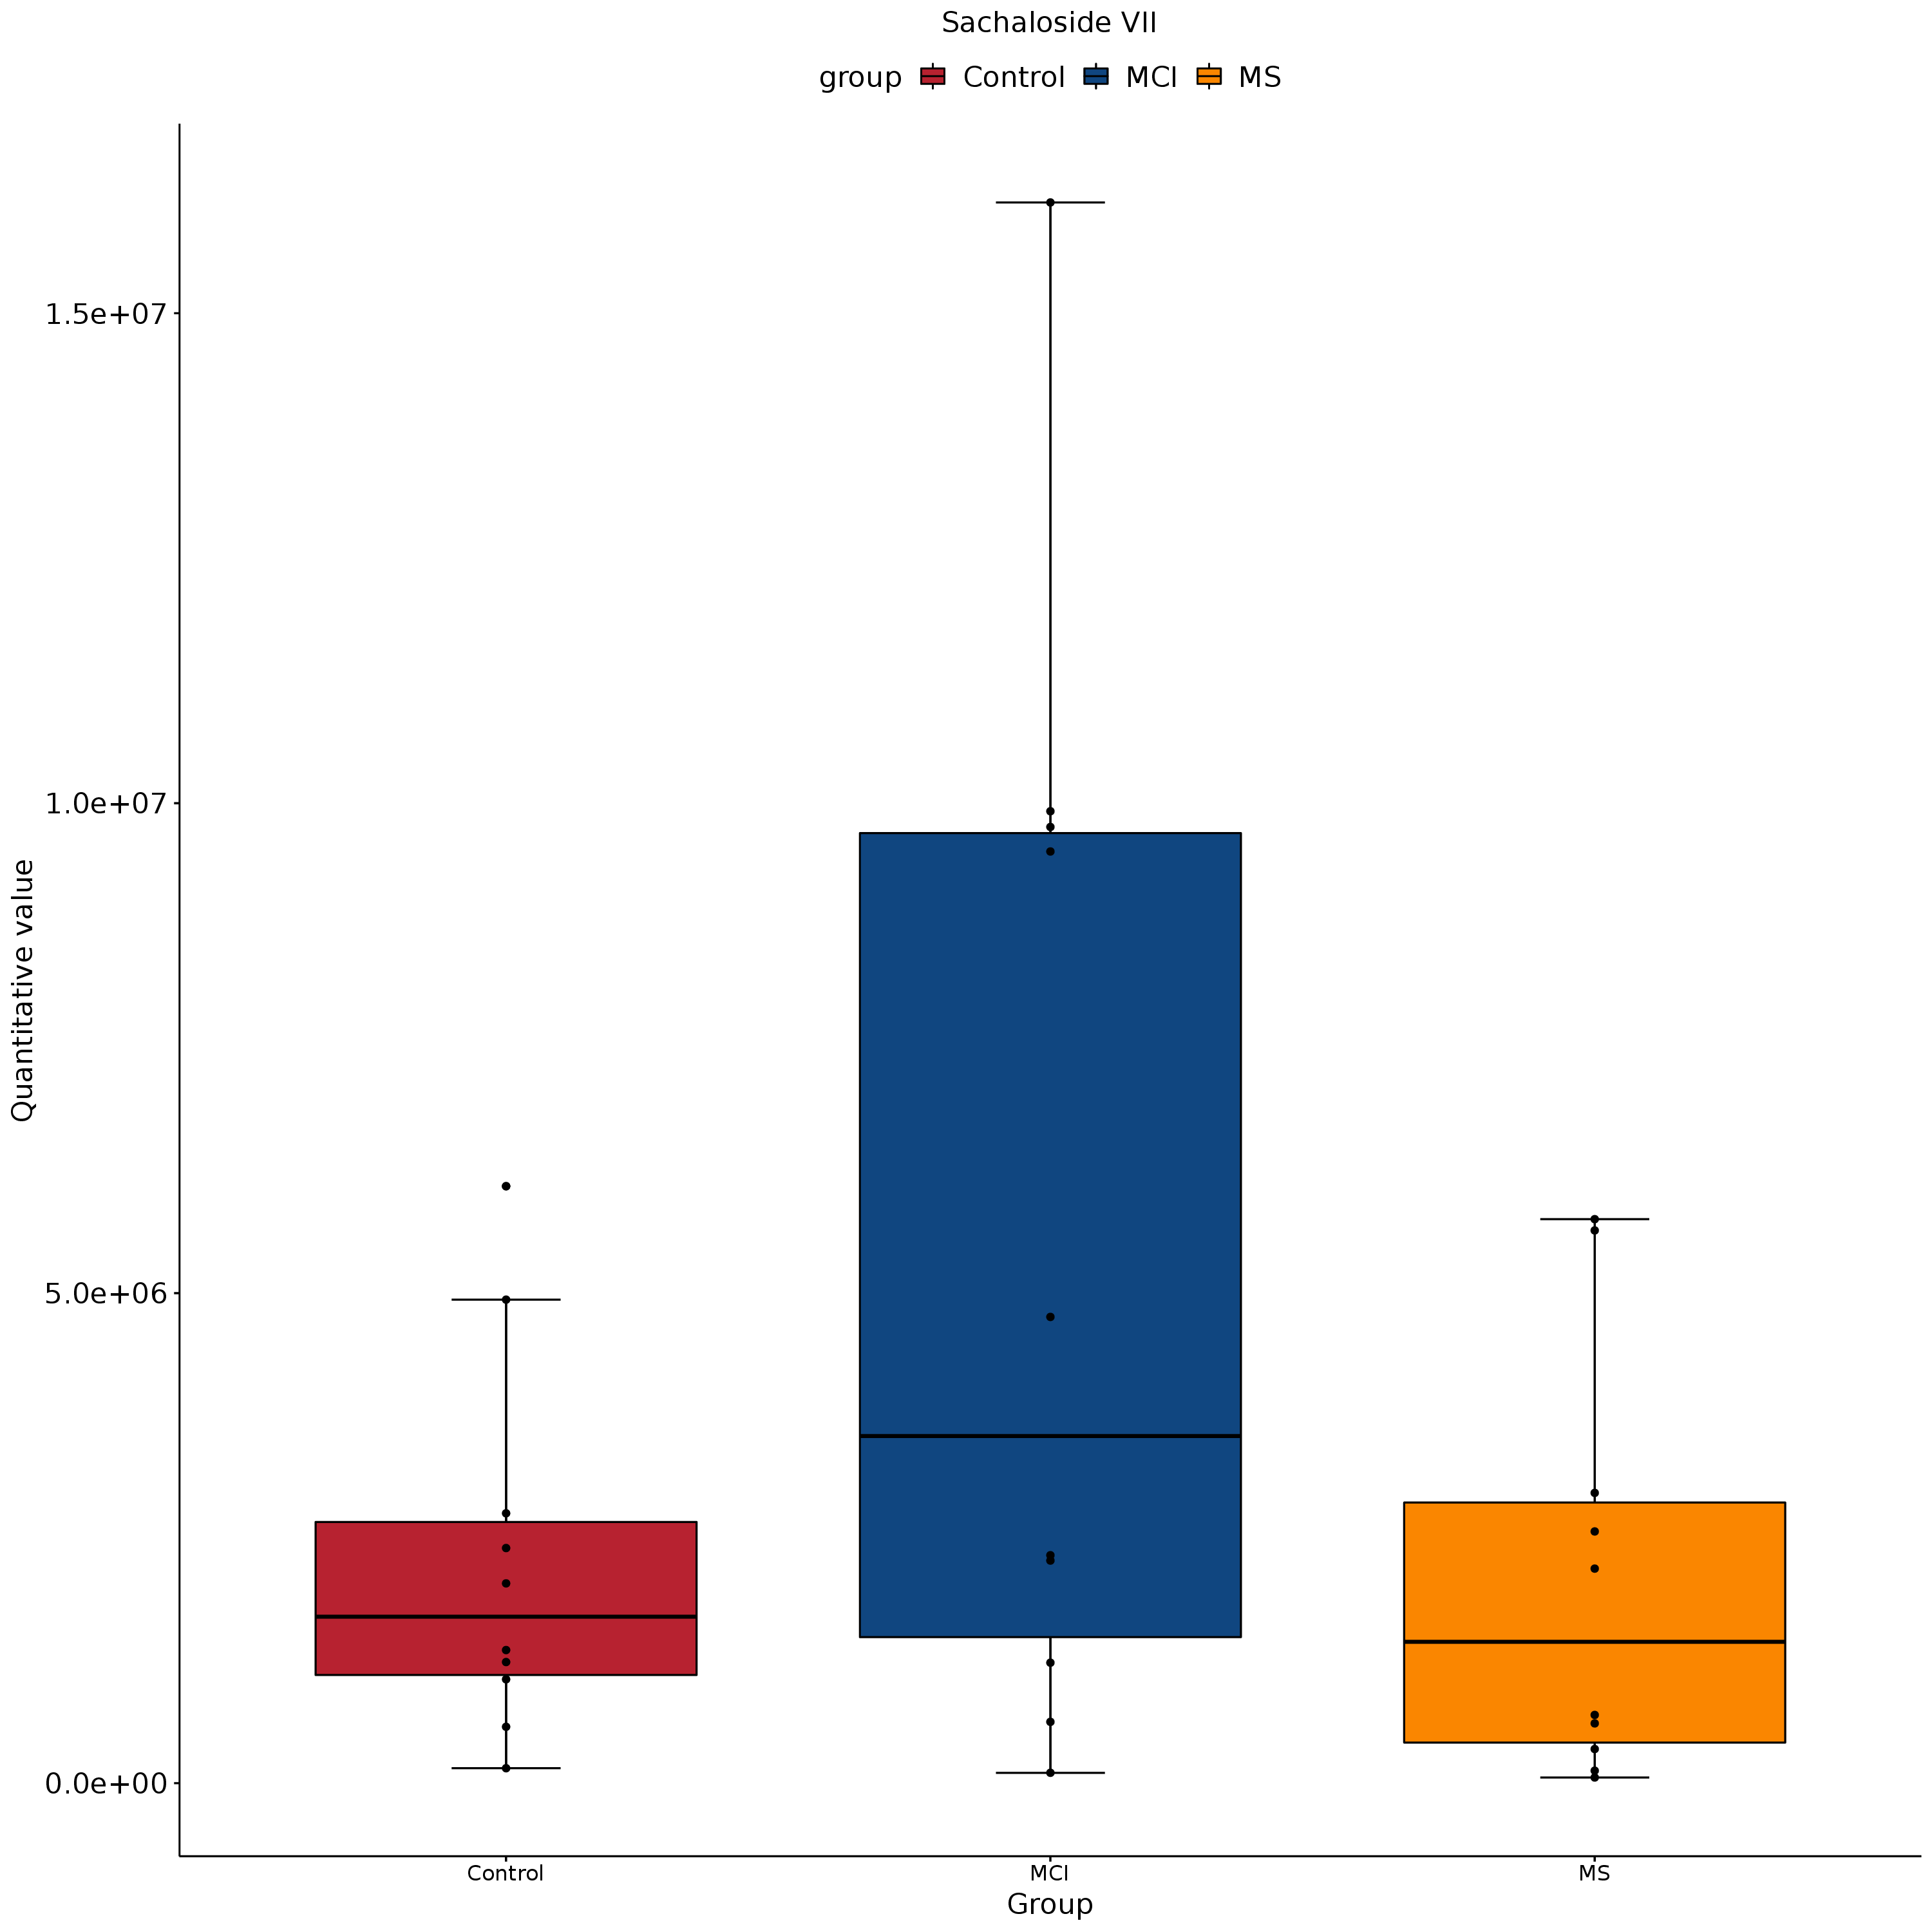 Sachaloside VII
group Control MCI MS
Quantitative value
1.5e+07
1.0e+07
5.0e+06
0.0e+00
Control MCI MS
Group